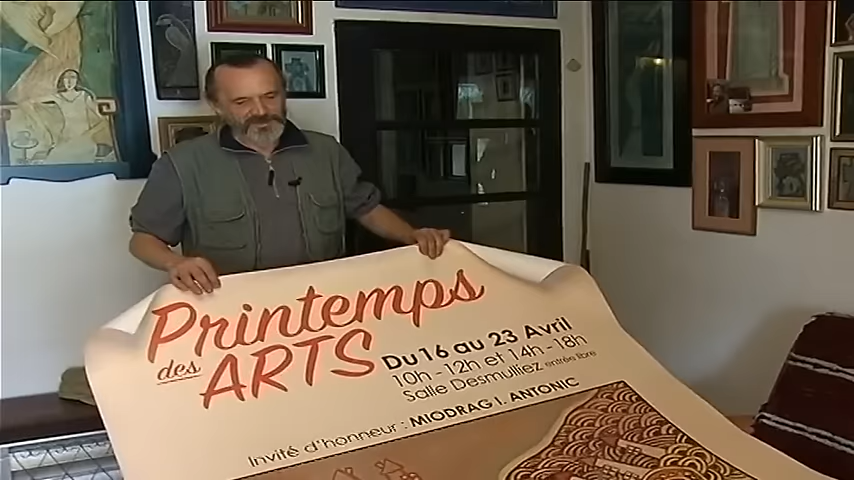 Printemps
des ARTS
Du 16 au 23 Avril
10h - 12h et 14h - 18h
Salle Desmulliez entrée libre
Invité d'honneur : MIODRAG I. ANTONIC